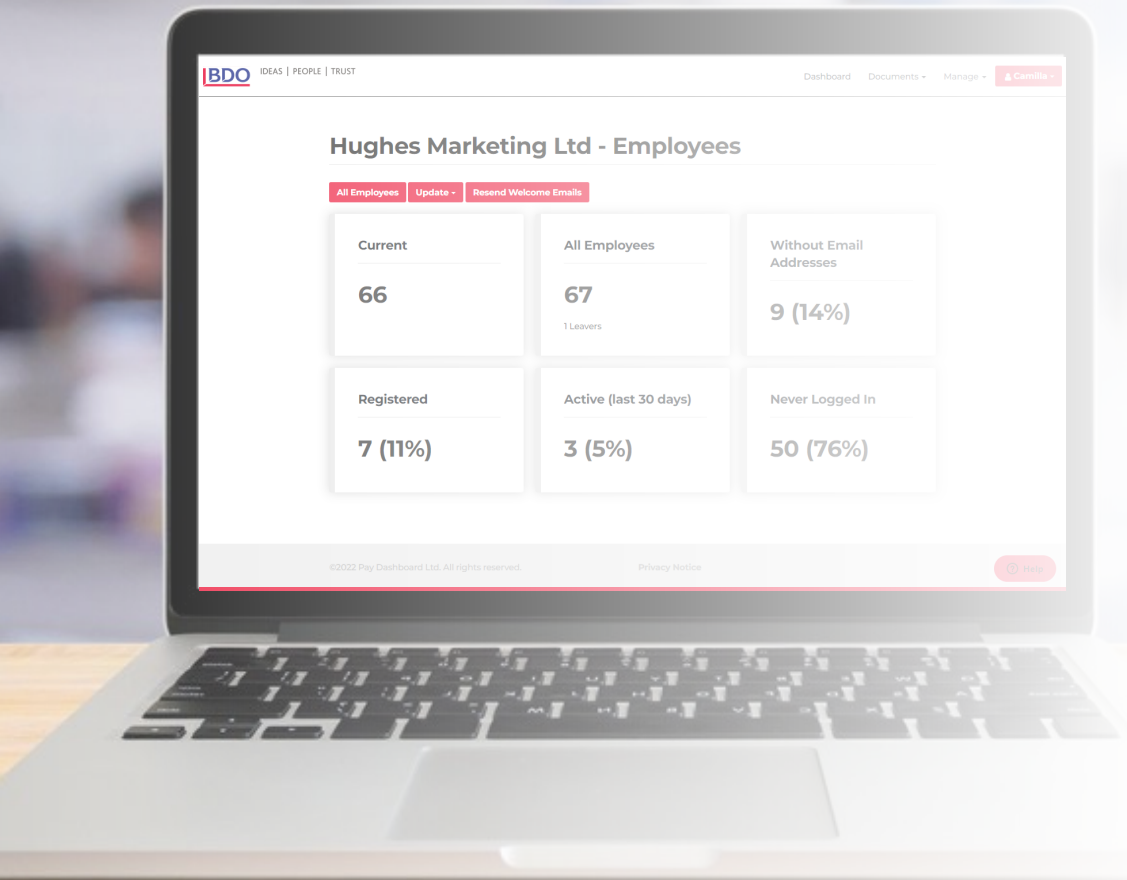 BDO IDEAS | PEOPLE | TRUST
Dashboard Documents Manage Camilla
Hughes Marketing Ltd - Employees
All Employees Update Resend Welcome Emails
Current
66
All Employees
67
1 Leavers
Without Email
Addresses
9 (14%)
Registered
7 (11%)
Active (last 30 days)
3 (5%)
Never Logged In
50 (76%)
©2022 Pay Dashboard Ltd. All rights reserved. Privacy Notice
Help